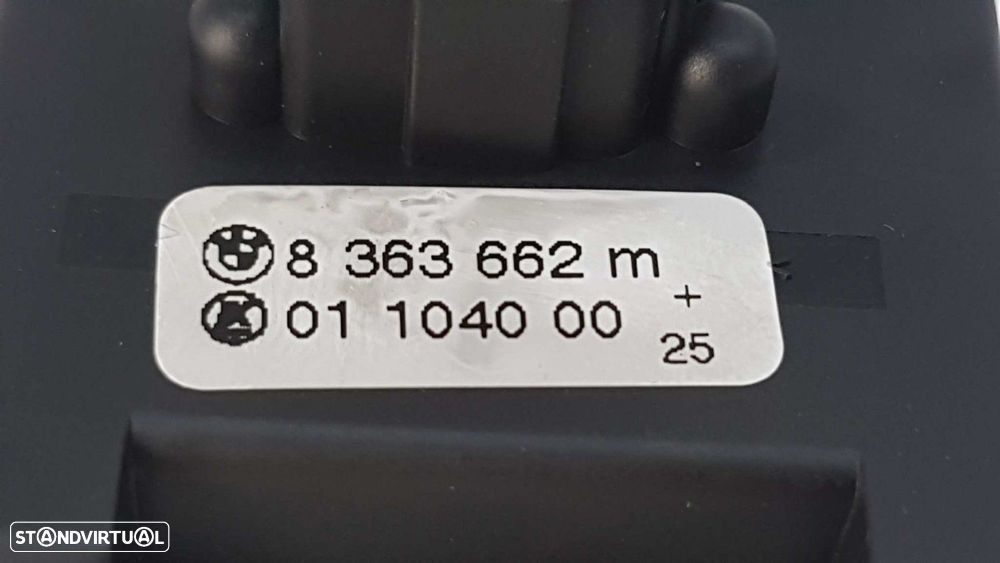 8 363 662 m
01 1040 00
+
25
STANDVIRTUAL